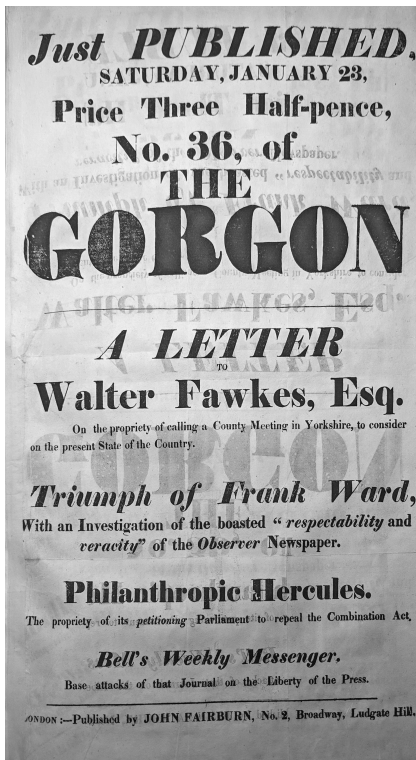 Just PUBLISHED,
SATURDAY, JANUARY 23,
Price Three Half-pence,
No. 36, of
THE
GORGON
A LETTER
TO
Walter Fawkes, Esq.
On the propriety of calling a County Meeting in Yorkshire, to consider
on the present State of the Country.
Triumph of Frank Ward,
With an Investigation of the boasted “respectability and
veracity” of the Observer Newspaper.
Philanthropic Hercules.
The propriety of its petitioning Parliament to repeal the Combination Act.
Bell's Weekly Messenger.
Base attacks of that Journal on the Liberty of the Press.
LONDON:—Published by JOHN FAIRBURN, No. 2, Broadway, Ludgate Hill.